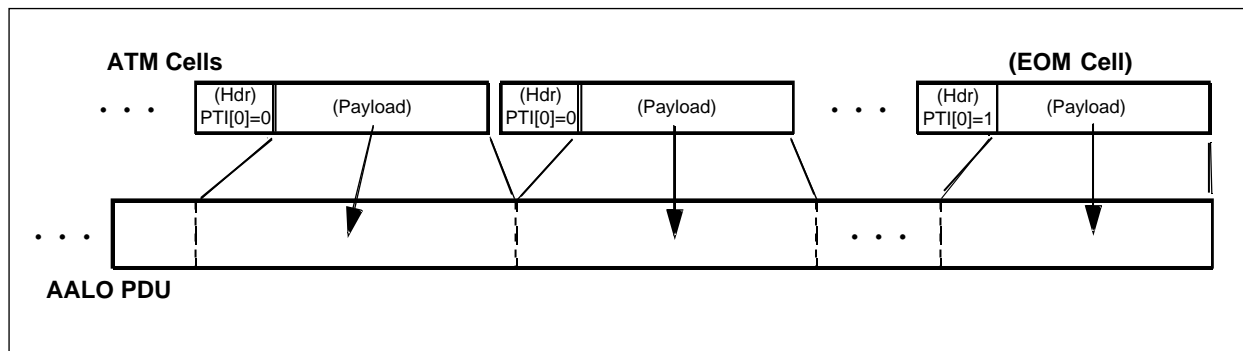 ATM Cells
(EOM Cell)
. . .
(Hdr)
PTI[0]=0
(Payload)
(Hdr)
PTI[0]=0
(Payload)
. . .
(Hdr)
PTI[0]=1
(Payload)
. . .
. . .
AALO PDU